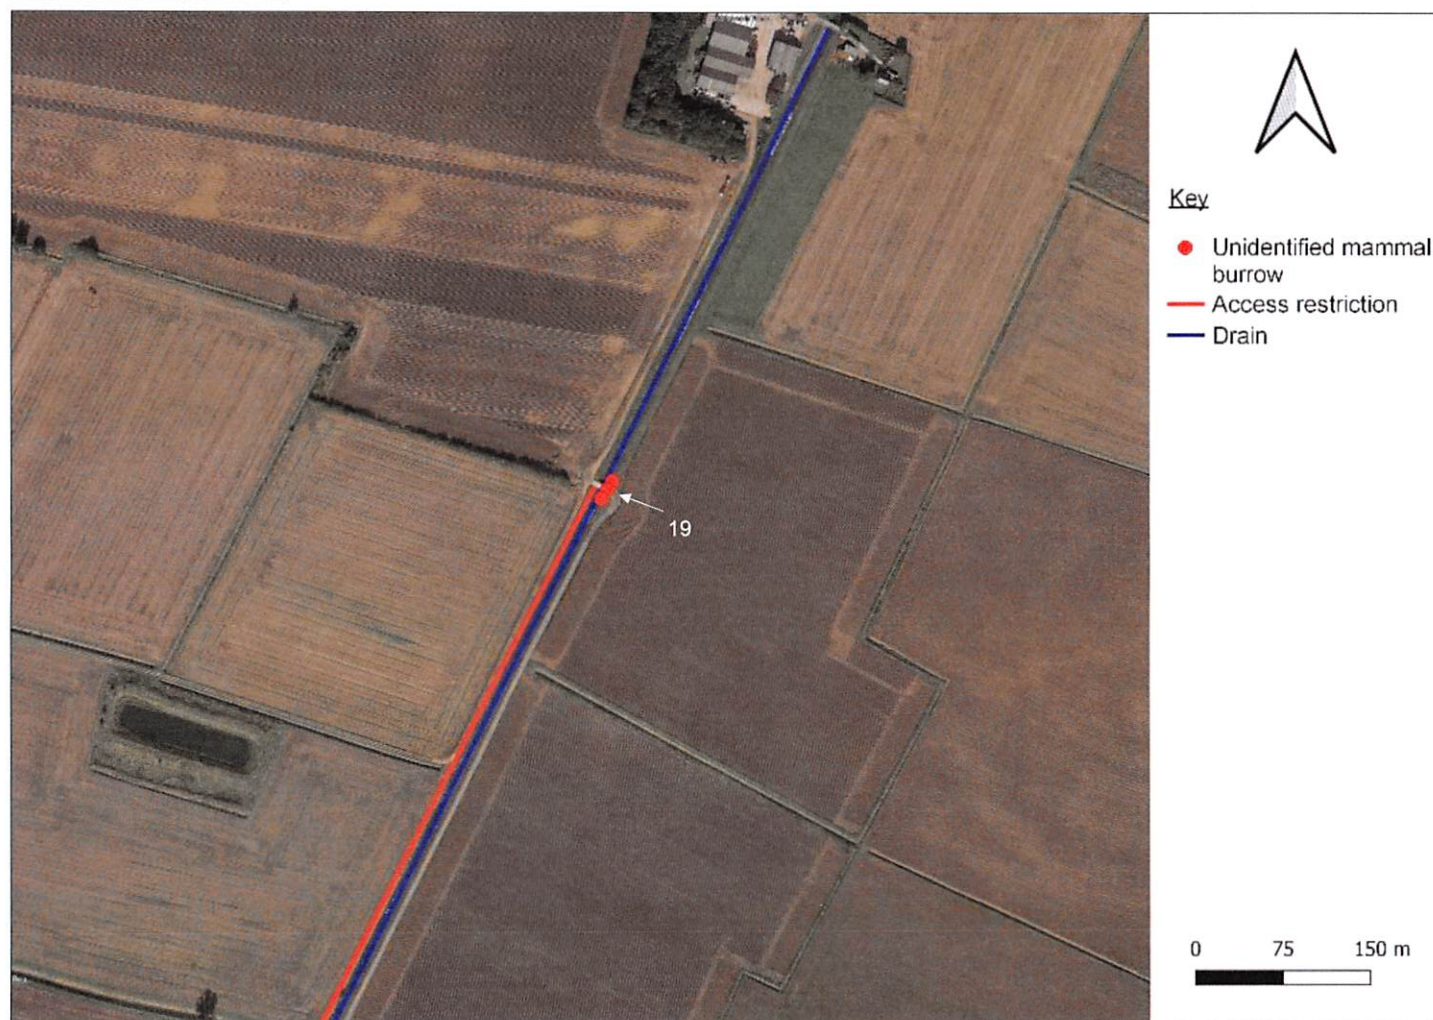 Key
Unidentified mammal
burrow
Access restriction
Drain
19
0 75 150 m